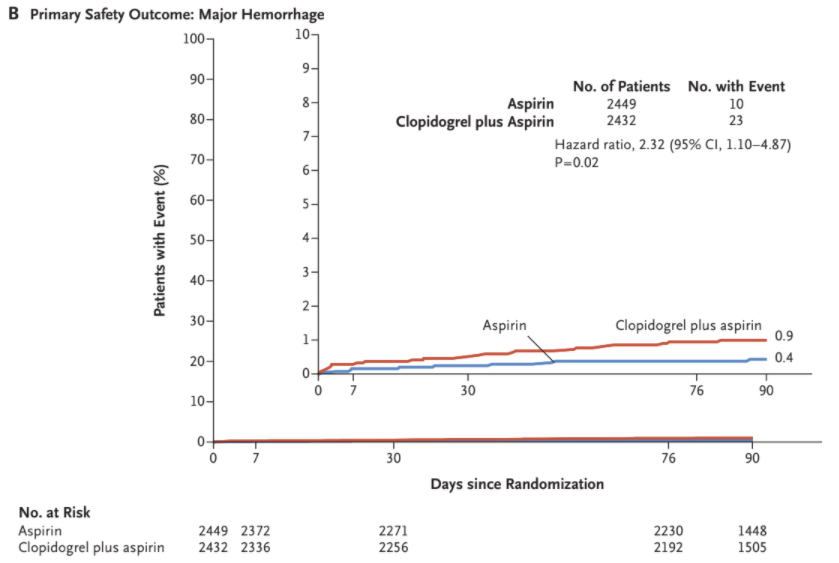 B Primary Safety Outcome: Major Hemorrhage
Patients with Event (%)
100
90
80
70
60
50
40
30
20
10
0
10
9
8
7
6
5
4
3
2
1
0
No. of Patients No. with Event
Aspirin 2449 10
Clopidogrel plus Aspirin 2432 23
Hazard ratio, 2.32 (95% CI, 1.10–4.87)
P=0.02
Aspirin Clopidogrel plus aspirin 0.9
0.4
0 7 30 76 90
0 7 30 76 90
Days since Randomization
No. at Risk
Aspirin 2449 2372 2271 2230 1448
Clopidogrel plus aspirin 2432 2336 2256 2192 1505